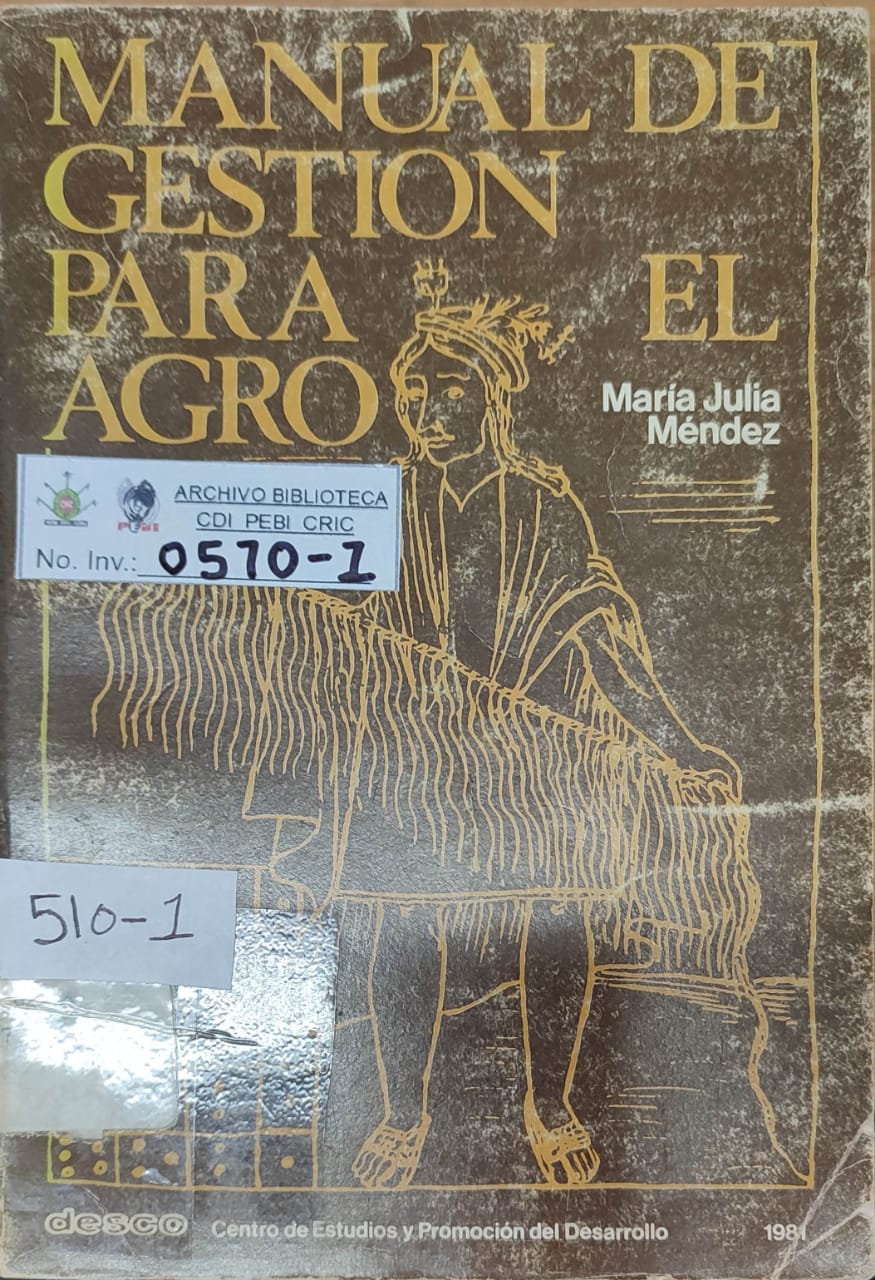 MANUAL DE
GESTION
PARA EL
AGRO
María Julia
Méndez
ARCHIVO BIBLIOTECA
CDI PEBI CRIC
PEBI
No. Inv.: 0570-1
510-1
desco Centro de Estudios y Promoción del Desarrollo 1981